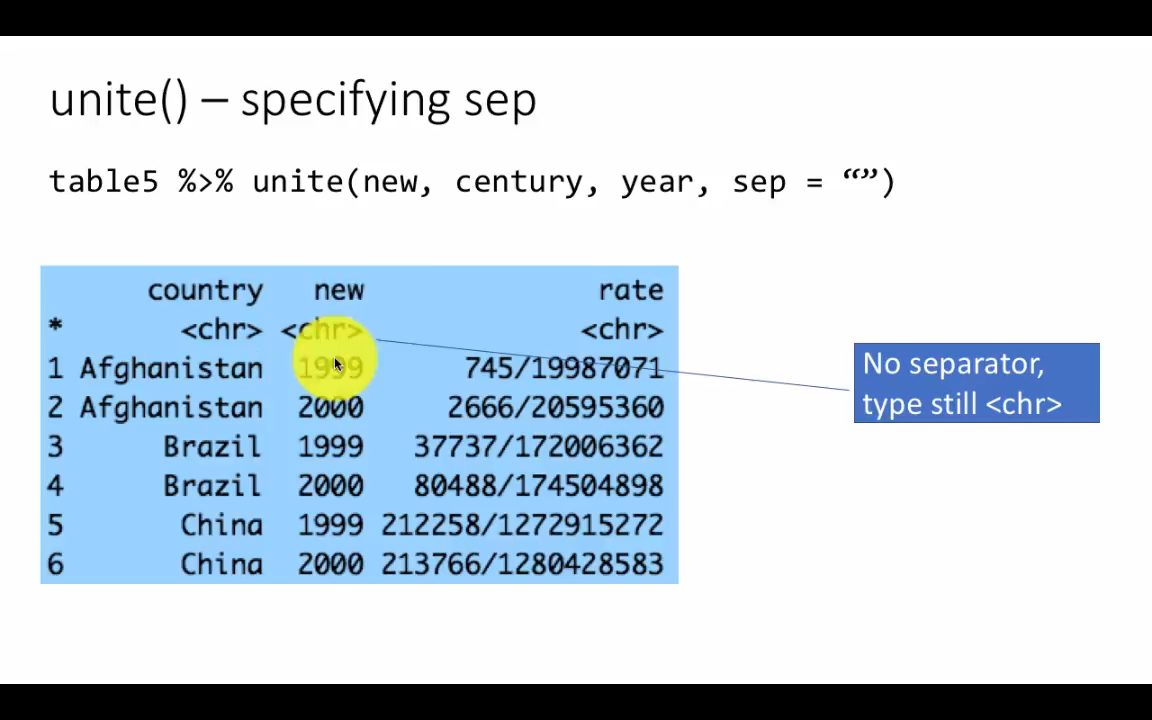 unite() – specifying sep
table5 %>% unite(new, century, year, sep = “”)
country new rate
* <chr> <chr> <chr>
1 Afghanistan 1999 745/19987071
2 Afghanistan 2000 2666/20595360
3 Brazil 1999 37737/172006362
4 Brazil 2000 80488/174504898
5 China 1999 212258/1272915272
6 China 2000 213766/1280428583
No separator,
type still <chr>